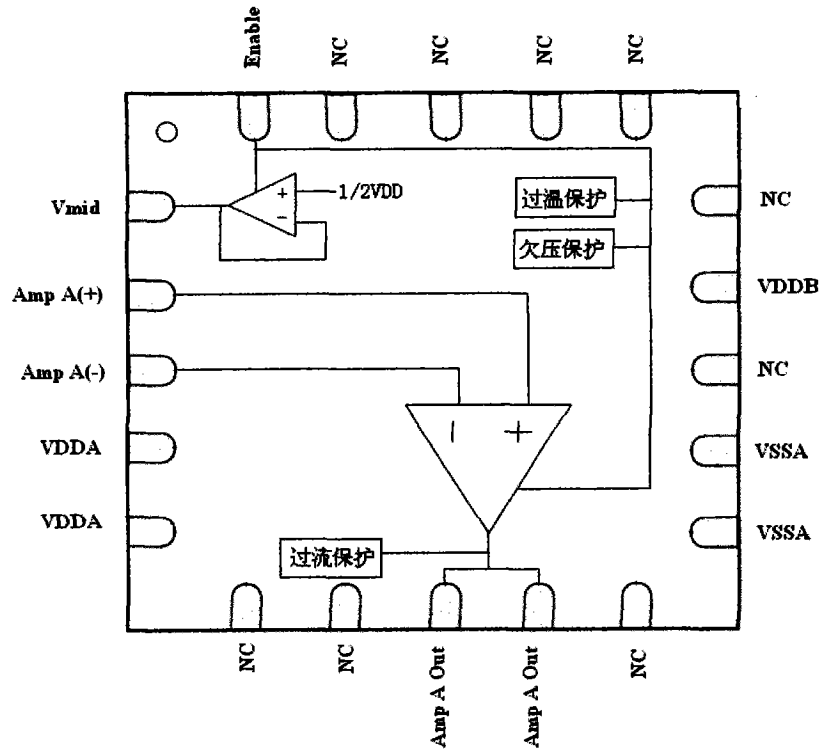 Enable
NC
NC
NC
NC
Vmid
+
−
1/2VDD
过温保护
NC
欠压保护
Amp A(+)
VDDB
Amp A(-)
NC
− +
VDDA
VSSA
VDDA
VSSA
过流保护
NC
NC
Amp A Out
Amp A Out
NC